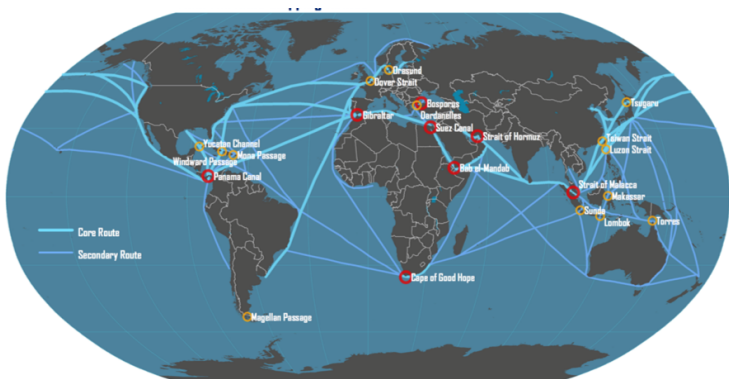 Oresund
Dover Strait
Bosporus
Dardanelles
Gibraltar
Suez Canal
Strait of Hormuz
Tsugaru
Taiwan Strait
Luzon Strait
Yucatan Channel
Windward Passage
Mona Passage
Panama Canal
Bab el-Mandab
Strait of Malacca
Makassar
Sunda
Lombok
Torres
Core Route
Secondary Route
Cape of Good Hope
Magellan Passage